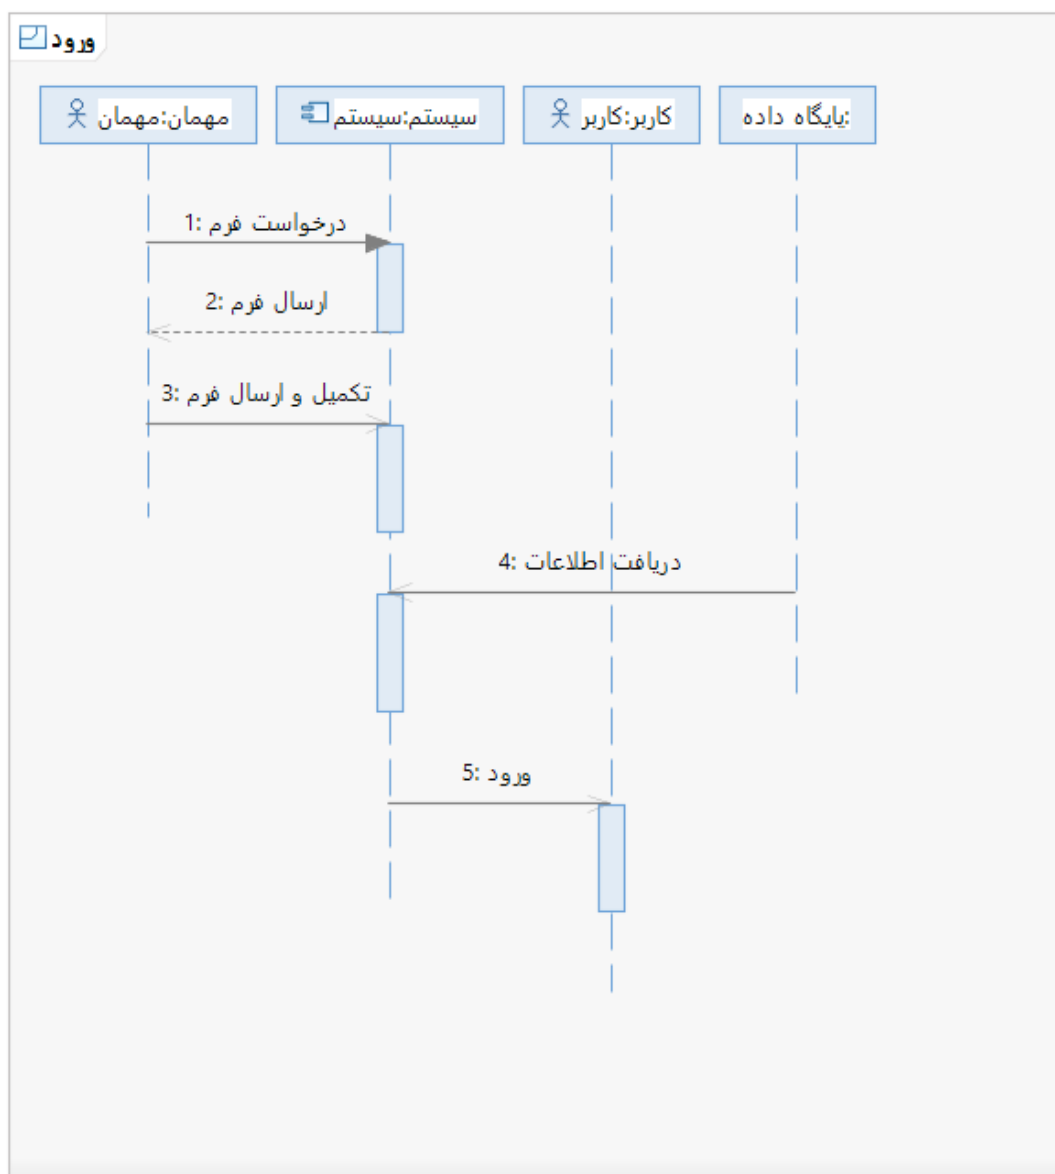 ورود
مهمان:مهمان
سیستم:سیستم
کاربر:کاربر
:پایگاه داده
1: درخواست فرم
2: ارسال فرم
3: تکمیل و ارسال فرم
4: دریافت اطلاعات
5: ورود